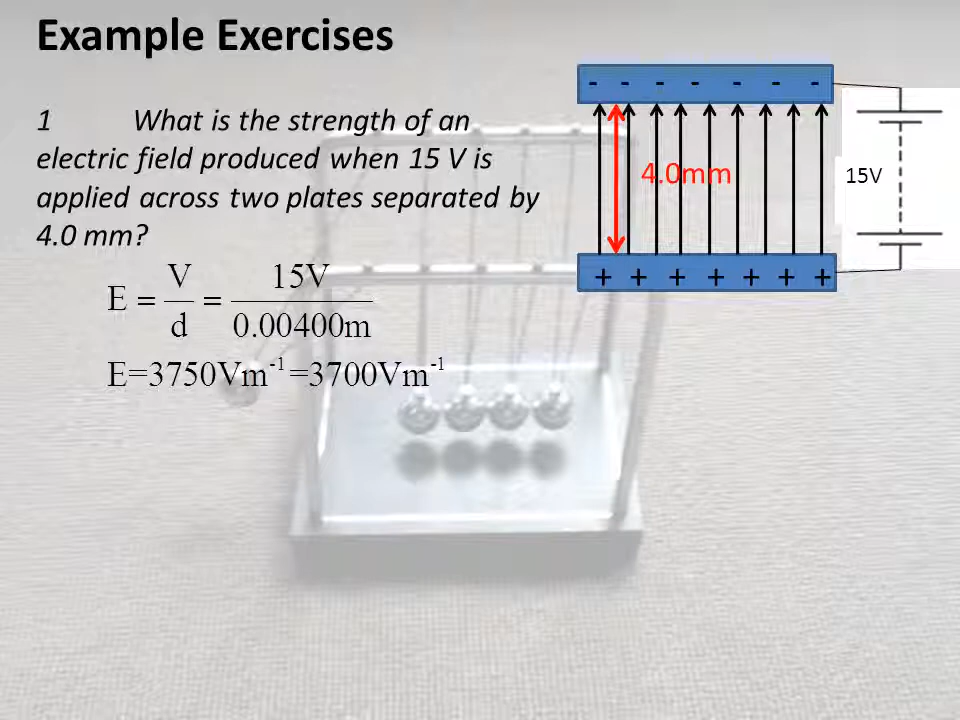 Example Exercises
1 What is the strength of an
electric field produced when 15 V is
applied across two plates separated by
4.0 mm?
E = V/d = 15V/0.00400m
E=3750Vm⁻¹=3700Vm⁻¹
- - - - - - -
4.0mm
15V
+ + + + + + +